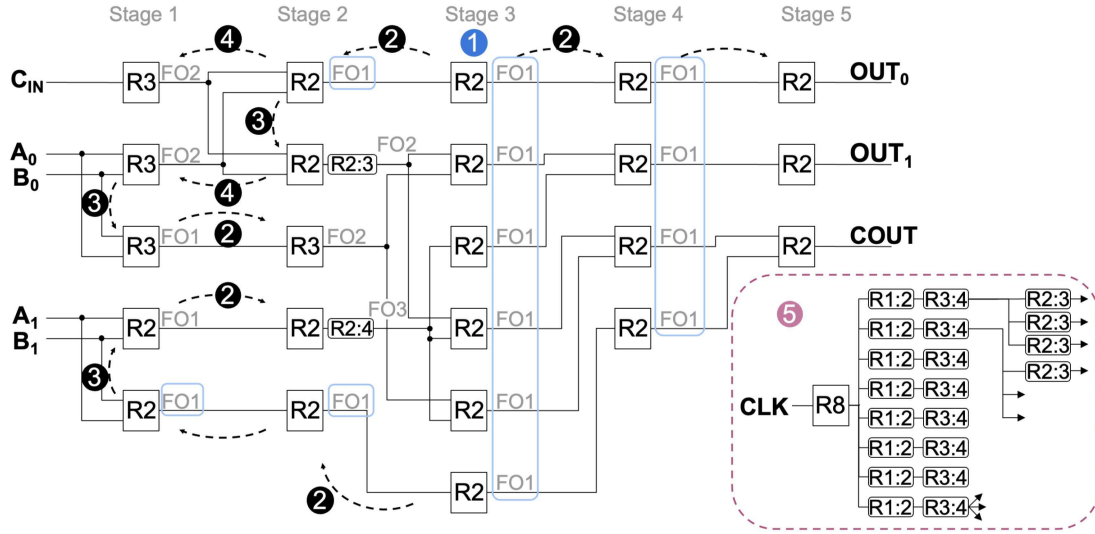 Stage 1 Stage 2 Stage 3 Stage 4 Stage 5
4 2 1 2
C_IN R3 FO2 R2 FO1 R2 FO1 R2 FO1 R2 OUT_0
3
A_0 B_0 R3 FO2 R2 R2:3 FO2 R2 FO1 R2 FO1 R2 OUT_1
3 4
R3 FO1 2 R3 FO2 R2 FO1 R2 FO1 R2 COUT
2
A_1 B_1 R2 FO1 R2 R2:4 FO3 R2 FO1 R2 FO1
3
R2 FO1 R2 FO1 R2 FO1
2 R2 FO1
5
R1:2 R3:4 R2:3
R2:3
R1:2 R3:4 R2:3
R1:2 R3:4 R2:3
R1:2 R3:4
CLK R8
R1:2 R3:4
R1:2 R3:4
R1:2 R3:4
R1:2 R3:4